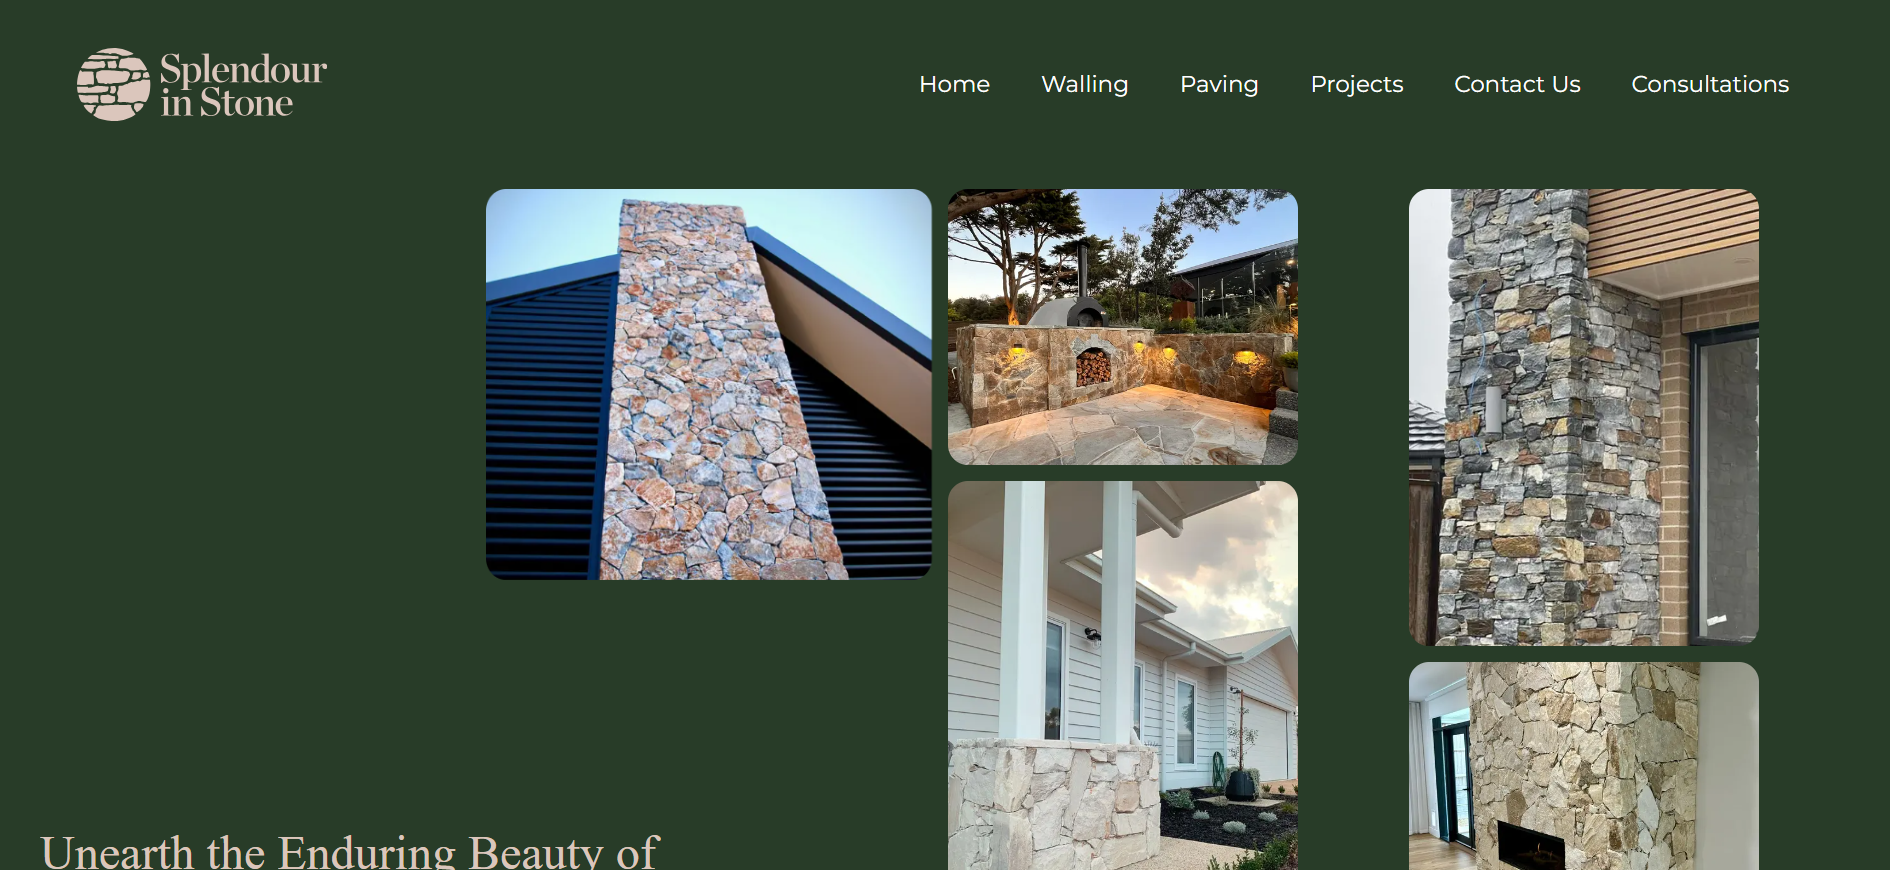 Splendour
in Stone
Home Walling Paving Projects Contact Us Consultations
Unearth the Enduring Beauty of